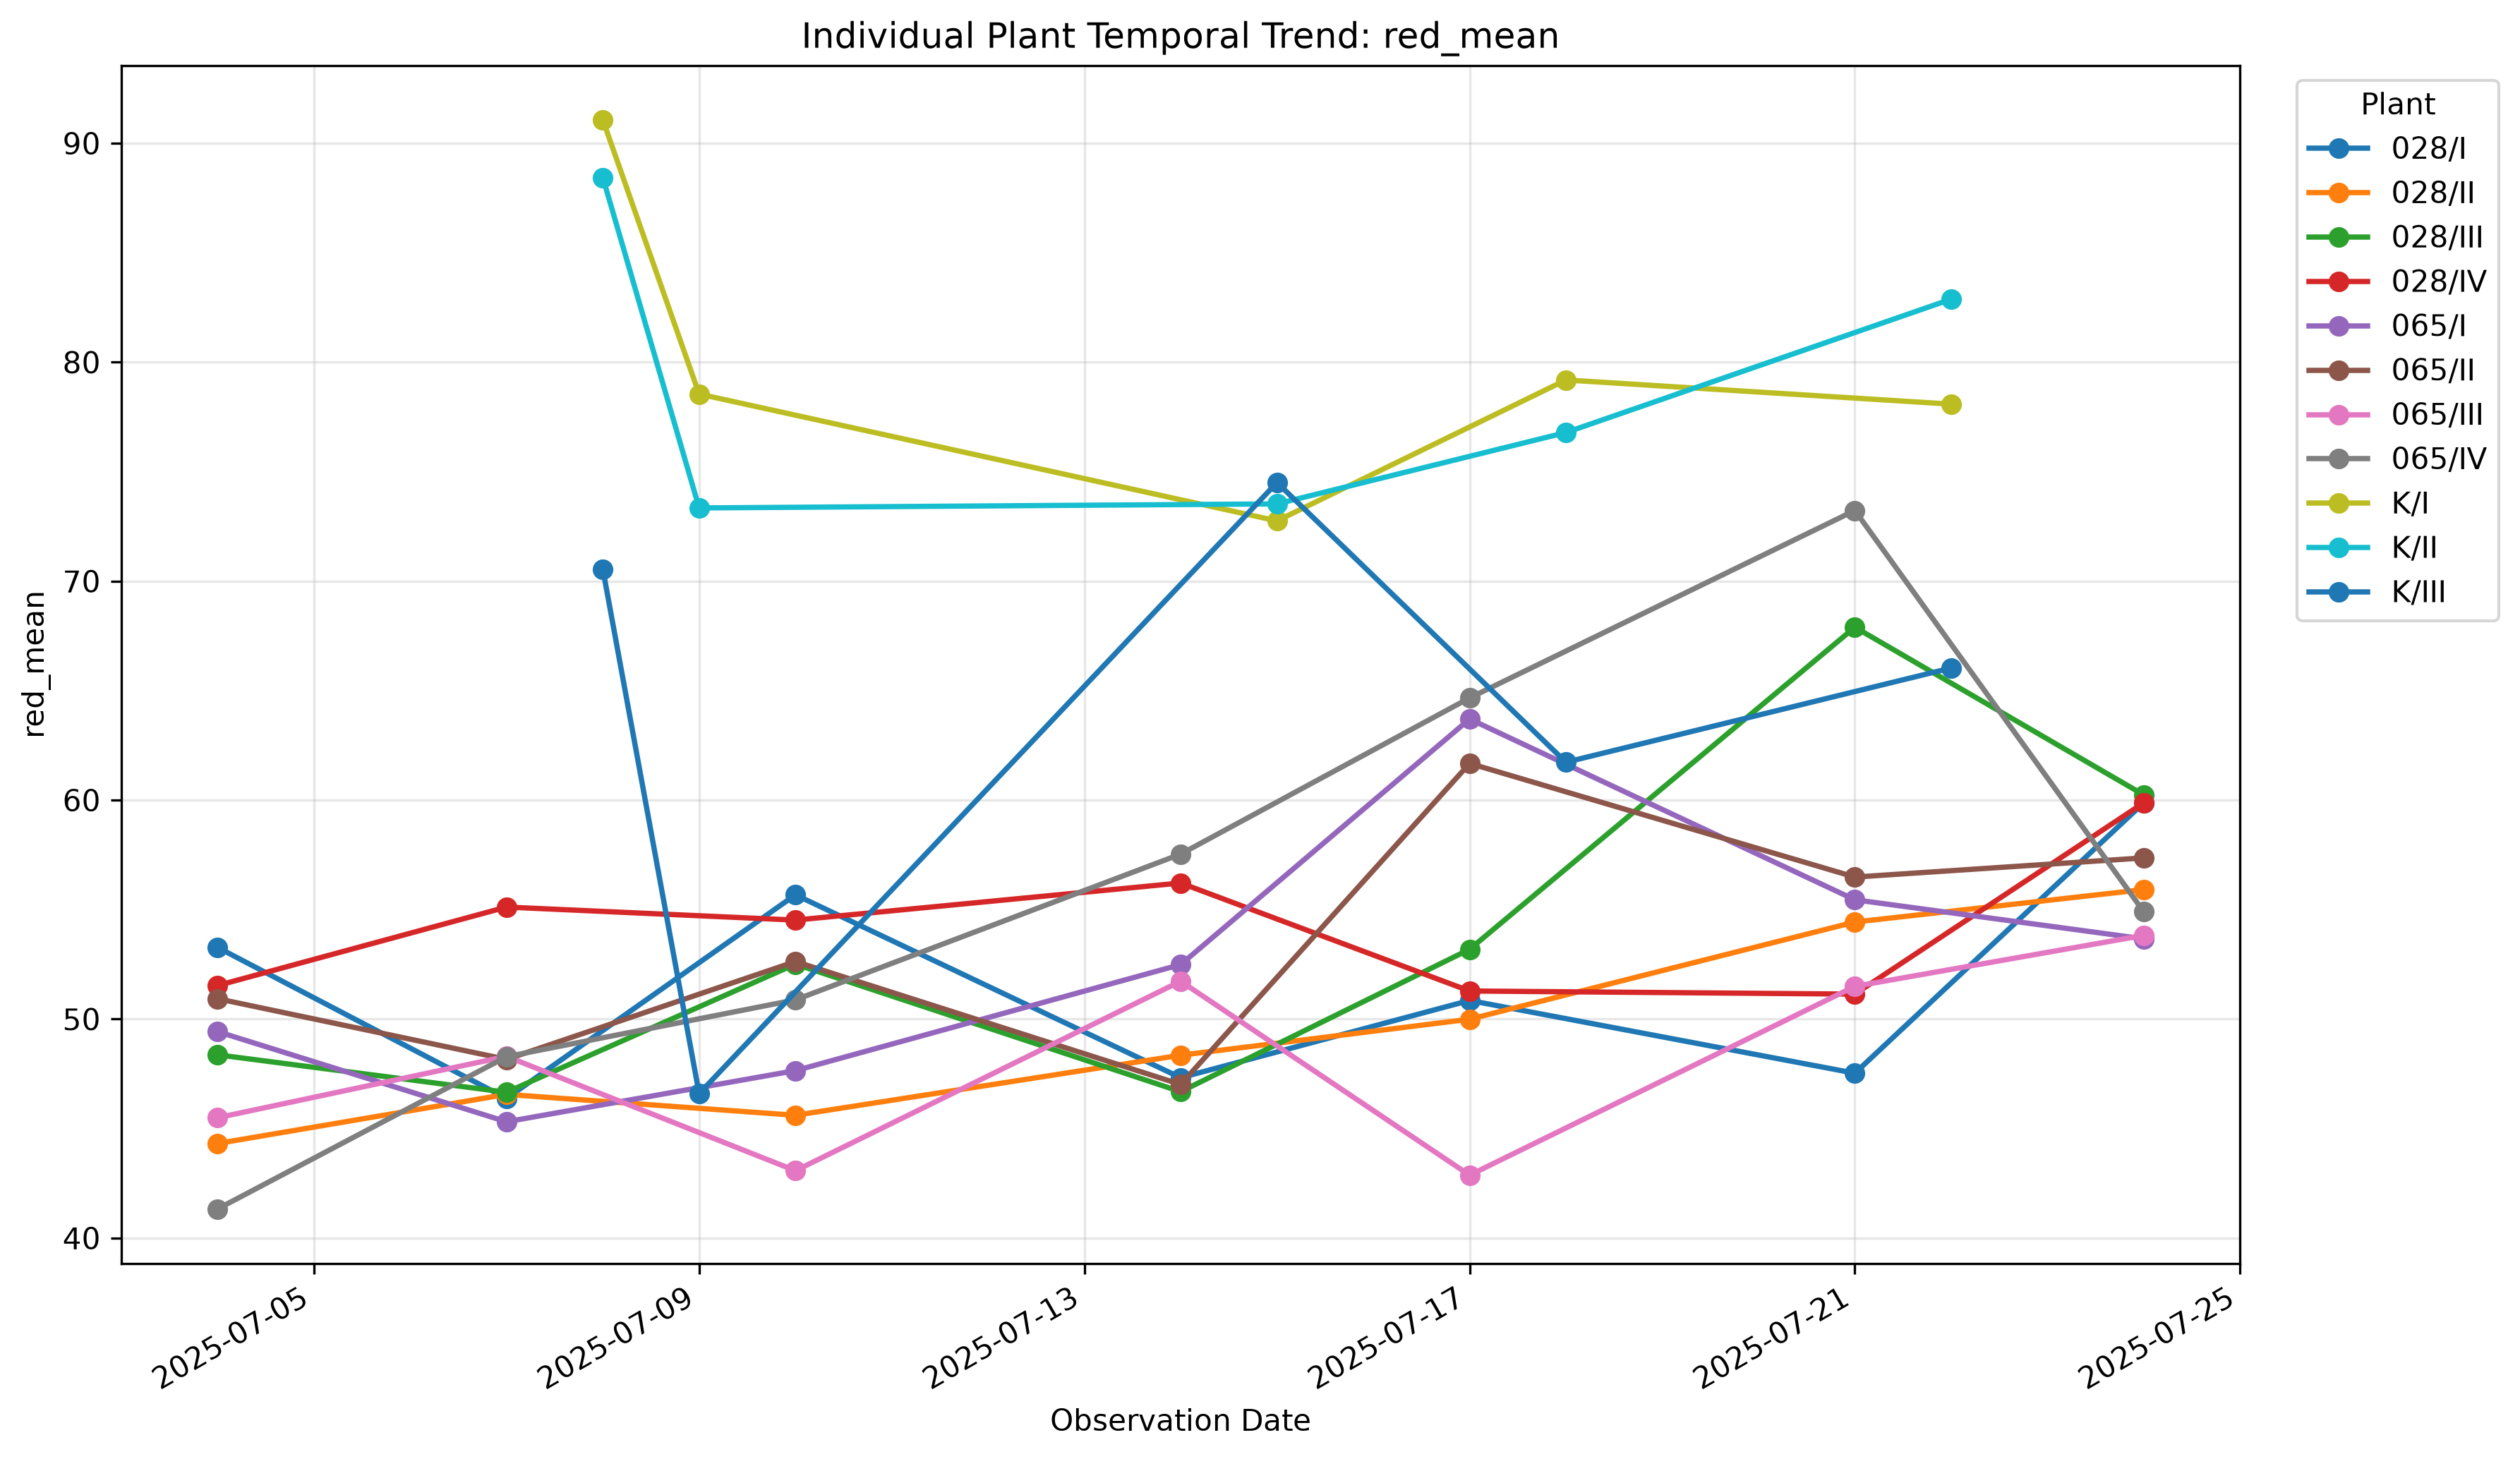 Individual Plant Temporal Trend: red_mean
Plant
028/I
028/II
028/III
028/IV
065/I
065/II
065/III
065/IV
K/I
K/II
K/III
red_mean
90
80
70
60
50
40
2025-07-05
2025-07-09
2025-07-13
2025-07-17
2025-07-21
2025-07-25
Observation Date